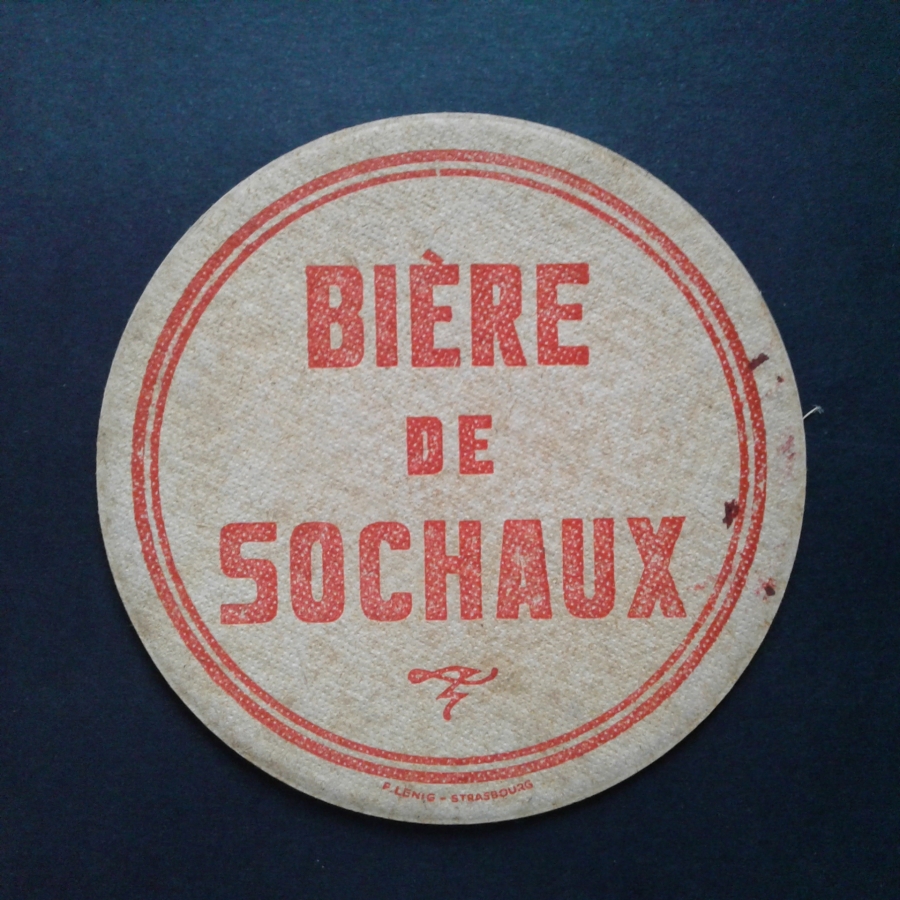 BIÈRE
DE
SOCHAUX
F. LENIG - STRASBOURG